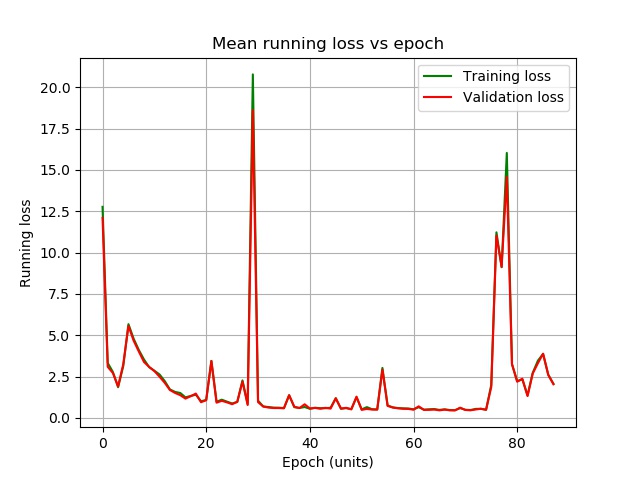 Mean running loss vs epoch
Training loss
Validation loss
20.0
17.5
15.0
12.5
10.0
7.5
5.0
2.5
0.0
Running loss
0 20 40 60 80
Epoch (units)